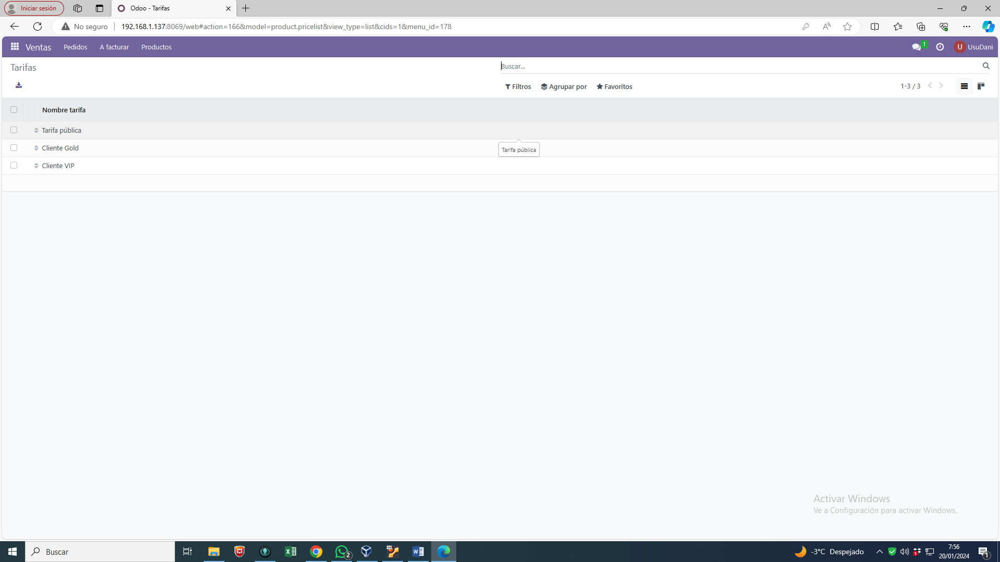 Iniciar sesión
Odoo - Tarifas
No seguro
192.168.1.137:8069/web#action=166&model=product.pricelist&view_type=list&cids=1&menu_id=178
Ventas Pedidos A facturar Productos
1
U UsuDani
Tarifas
Buscar...
Filtros Agrupar por Favoritos
1-3 / 3
Nombre tarifa
Tarifa pública
Cliente Gold
Tarifa pública
Cliente VIP
Activar Windows
Ve a Configuración para activar Windows.
Buscar
2
64
-3°C Despejado
1
7:56
20/01/2024
1